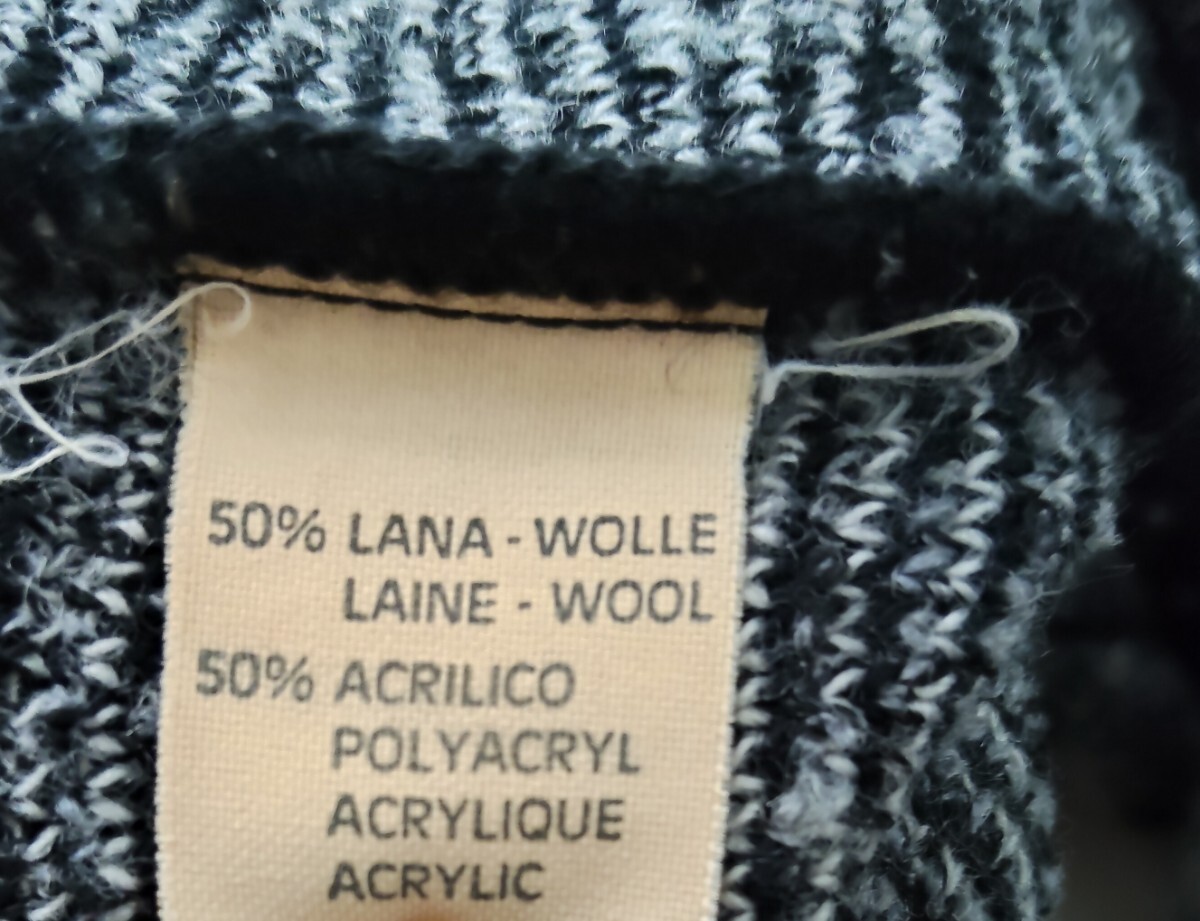 50% LANA - WOLLE
LAINE - WOOL
50% ACRILICO
POLYACRYL
ACRYLIQUE
ACRYLIC